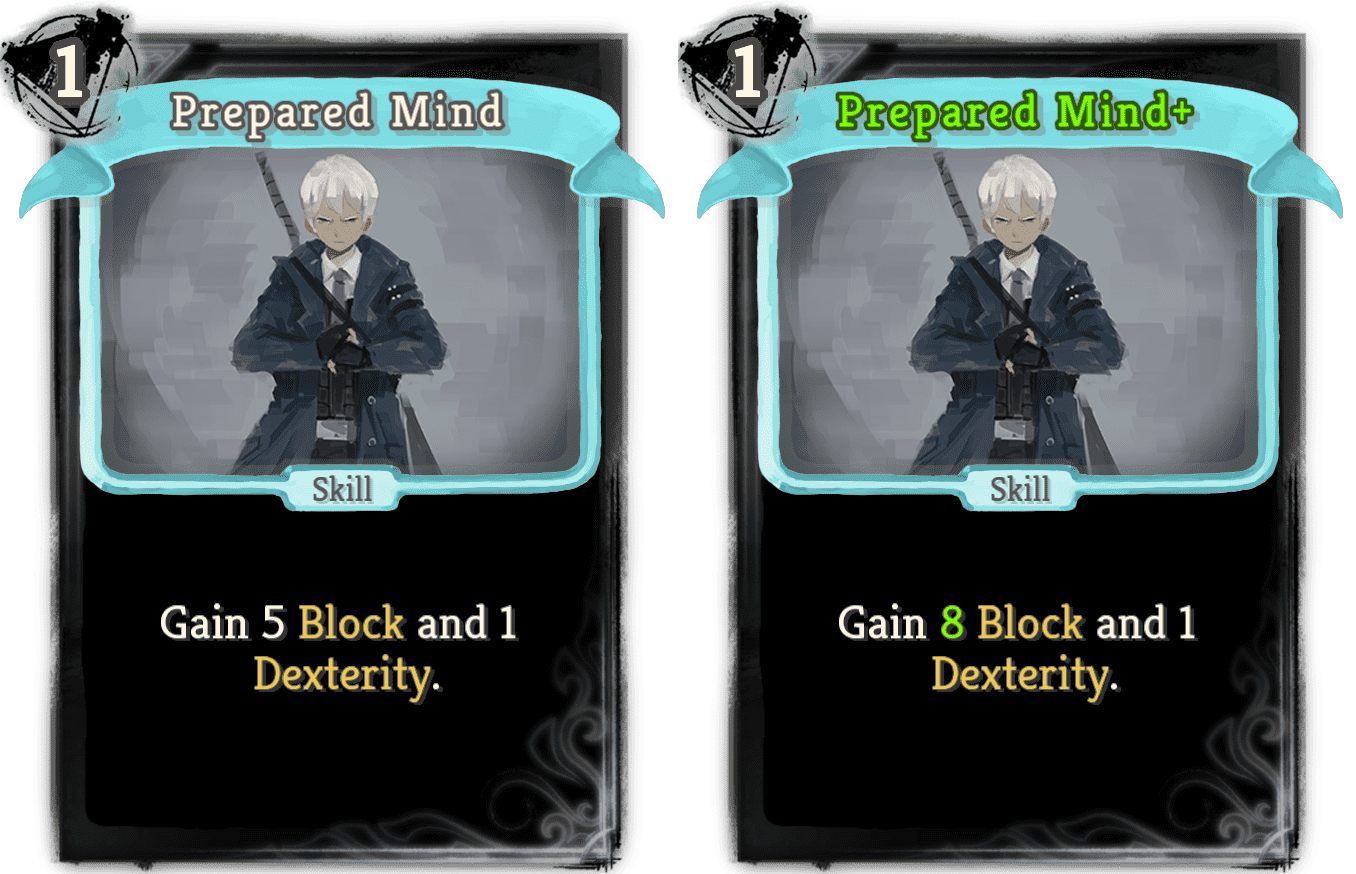 1
Prepared Mind
Skill
Gain 5 Block and 1
Dexterity.
1
Prepared Mind+
Skill
Gain 8 Block and 1
Dexterity.